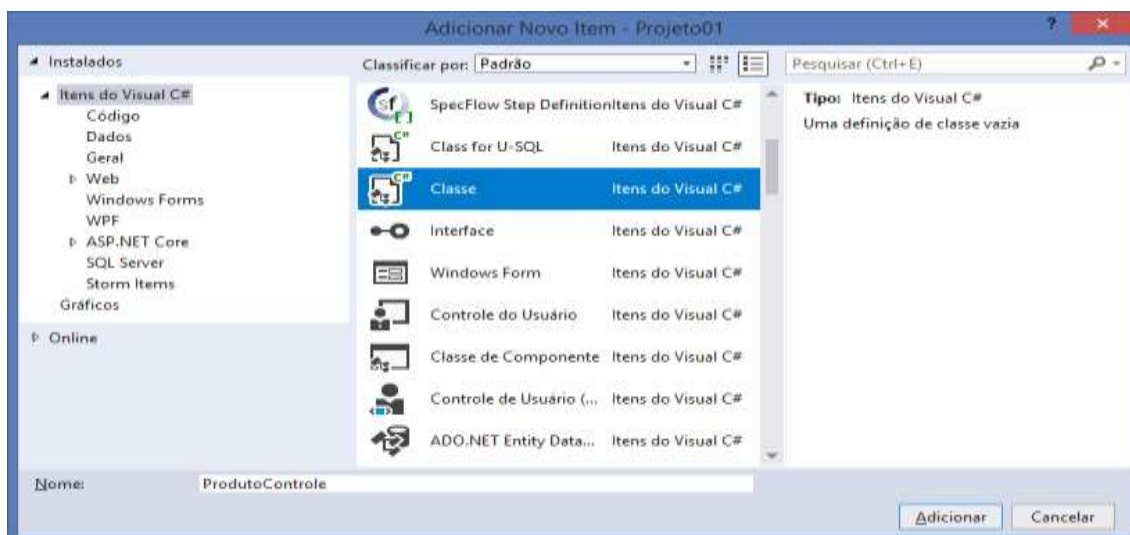 Adicionar Novo Item - Projeto01
?
Instalados
Itens do Visual C#
Código
Dados
Geral
Web
Windows Forms
WPF
ASP.NET Core
SQL Server
Storm Items
Gráficos
Online
Classificar por: Padrão
SpecFlow Step Definition Itens do Visual C#
Class for U-SQL Itens do Visual C#
Classe Itens do Visual C#
Interface Itens do Visual C#
Windows Form Itens do Visual C#
Controle do Usuário Itens do Visual C#
Classe de Componente Itens do Visual C#
Controle de Usuário (... Itens do Visual C#
ADO.NET Entity Data... Itens do Visual C#
Pesquisar (Ctrl+E)
Tipo: Itens do Visual C#
Uma definição de classe vazia
Nome: ProdutoControle
Adicionar Cancelar